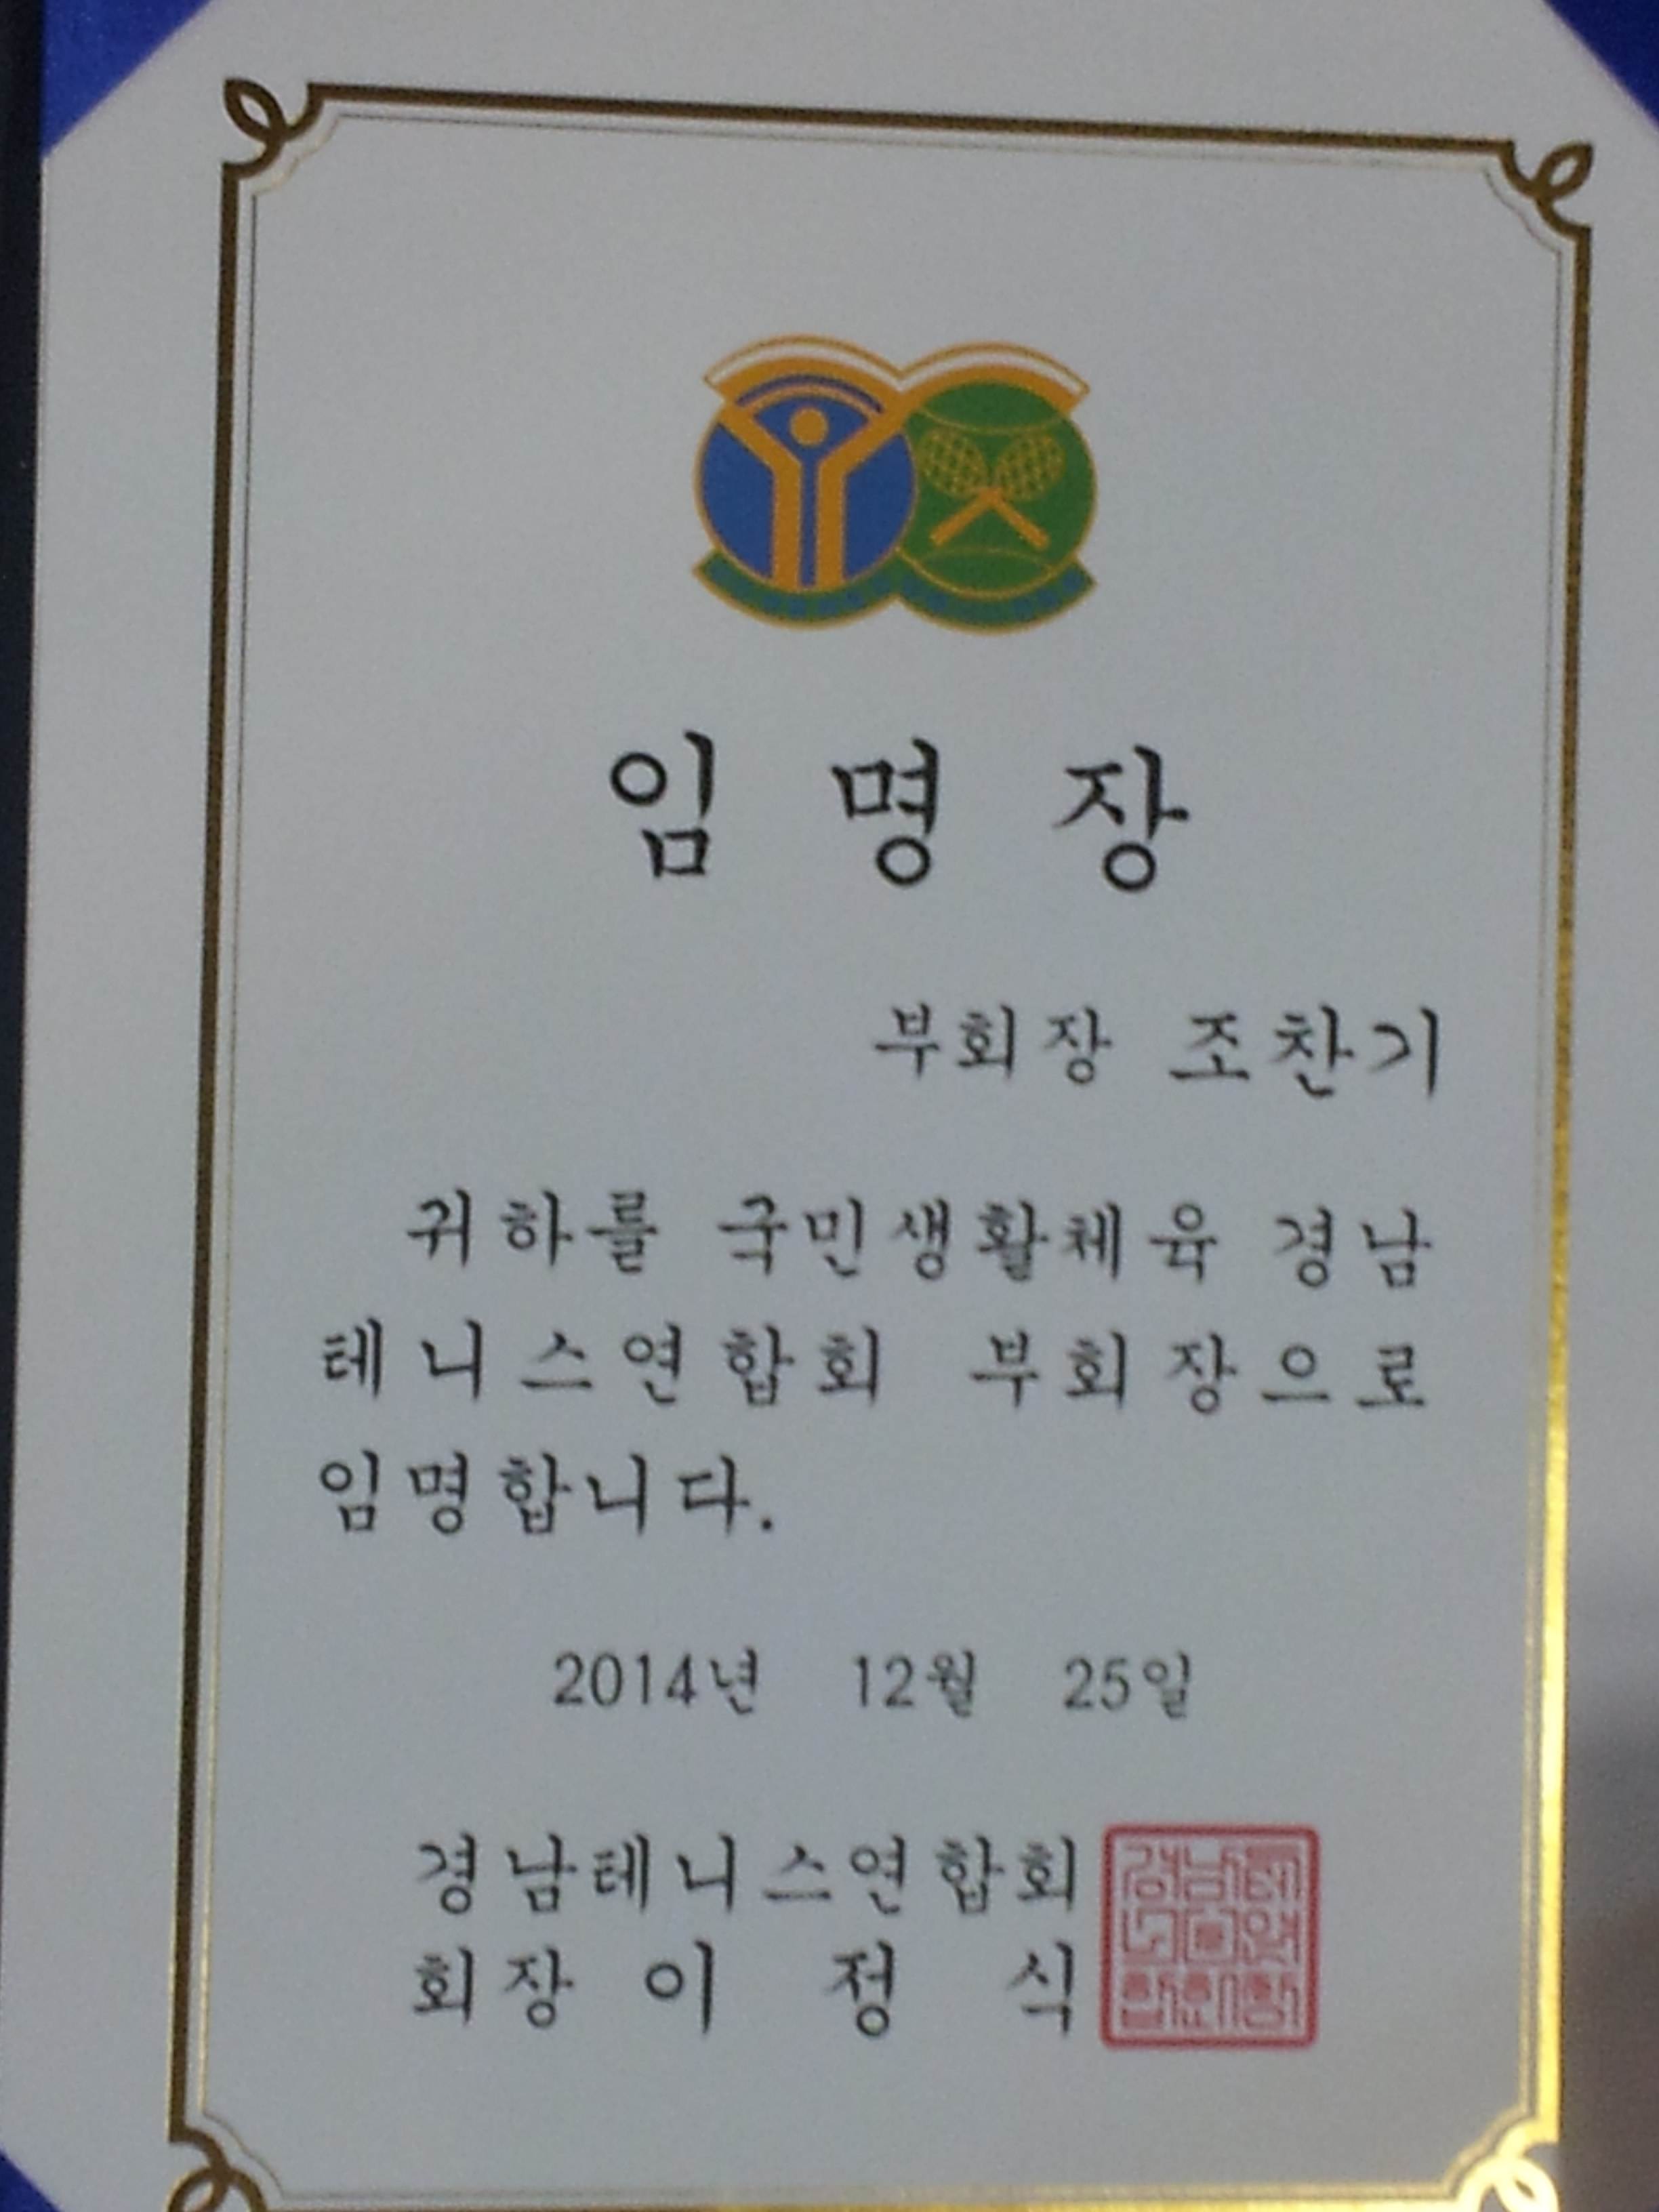 임 명 장
부회장 조찬기
귀하를 국민생활체육 경남
테니스연합회 부회장으로
임명합니다.
2014년 12월 25일
경남테니스연합회
회장 이 정 식